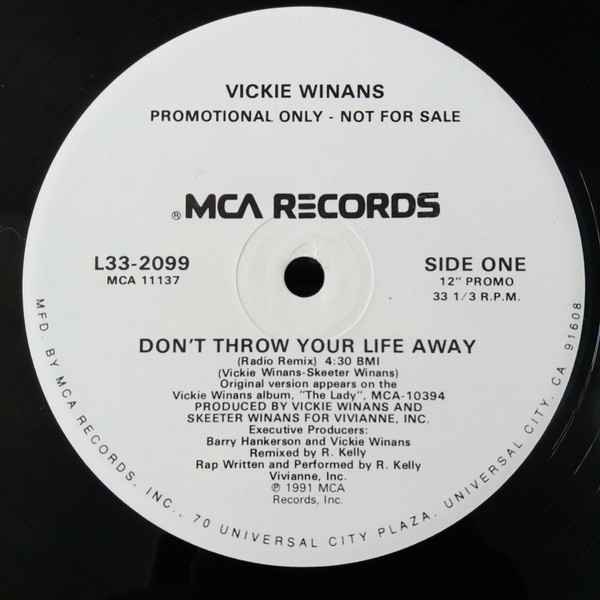 VICKIE WINANS
PROMOTIONAL ONLY - NOT FOR SALE
® MCA RECORDS
L33-2099
MCA 11137
SIDE ONE
12" PROMO
33 1/3 R.P.M.
DON'T THROW YOUR LIFE AWAY
(Radio Remix) 4:30 BMI
(Vickie Winans-Skeeter Winans)
Original version appears on the
Vickie Winans album, "The Lady", MCA-10394
PRODUCED BY VICKIE WINANS AND
SKEETER WINANS FOR VIVIANNE, INC.
Executive Producers:
Barry Hankerson and Vickie Winans
Remixed by R. Kelly
Rap Written and Performed by R. Kelly
Vivianne, Inc.
℗ 1991 MCA
Records, Inc.
MFD. BY MCA RECORDS, INC., 70 UNIVERSAL CITY PLAZA, UNIVERSAL CITY, CA 91608